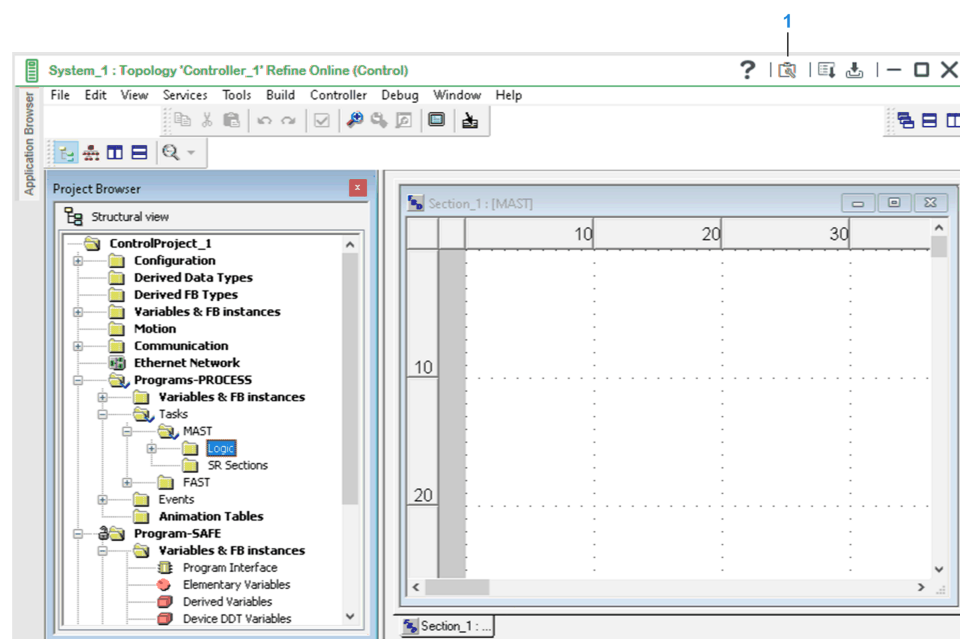 1
System_1 : Topology 'Controller_1' Refine Online (Control)
File Edit View Services Tools Build Controller Debug Window Help
Application Browser
Project Browser
x
Structural view
ControlProject_1
Configuration
Derived Data Types
Derived FB Types
Variables & FB instances
Motion
Communication
Ethernet Network
Programs-PROCESS
Variables & FB instances
Tasks
MAST
Logic
SR Sections
FAST
Events
Animation Tables
Program-SAFE
Variables & FB instances
Program Interface
Elementary Variables
Derived Variables
Device DDT Variables
Section_1 : [MAST]
10 20 30
10
20
Section_1 : ...